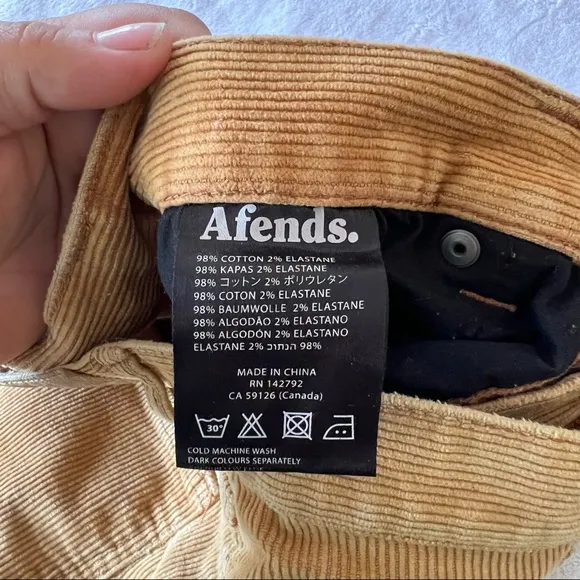 Afends.
98% COTTON 2% ELASTANE
98% KAPAS 2% ELASTANE
98% コットン 2% ポリウレタン
98% COTON 2% ELASTANE
98% BAUMWOLLE 2% ELASTANE
98% ALGODÃO 2% ELASTANO
98% ALGODÓN 2% ELASTANO
ELASTANE 2% הנתוכ 98%
MADE IN CHINA
RN 142792
CA 59126 (Canada)
30°
COLD MACHINE WASH
DARK COLOURS SEPARATELY